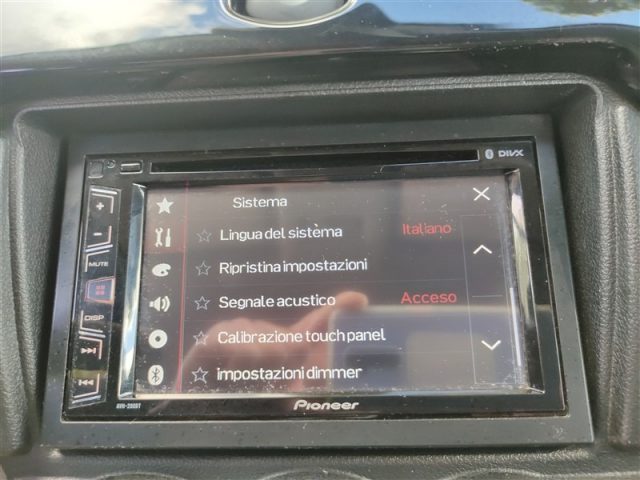 DIVX
Sistema
Lingua del sistema Italiano
Ripristina impostazioni
Segnale acustico Acceso
Calibrazione touch panel
impostazioni dimmer
MUTE
DISP
Pioneer